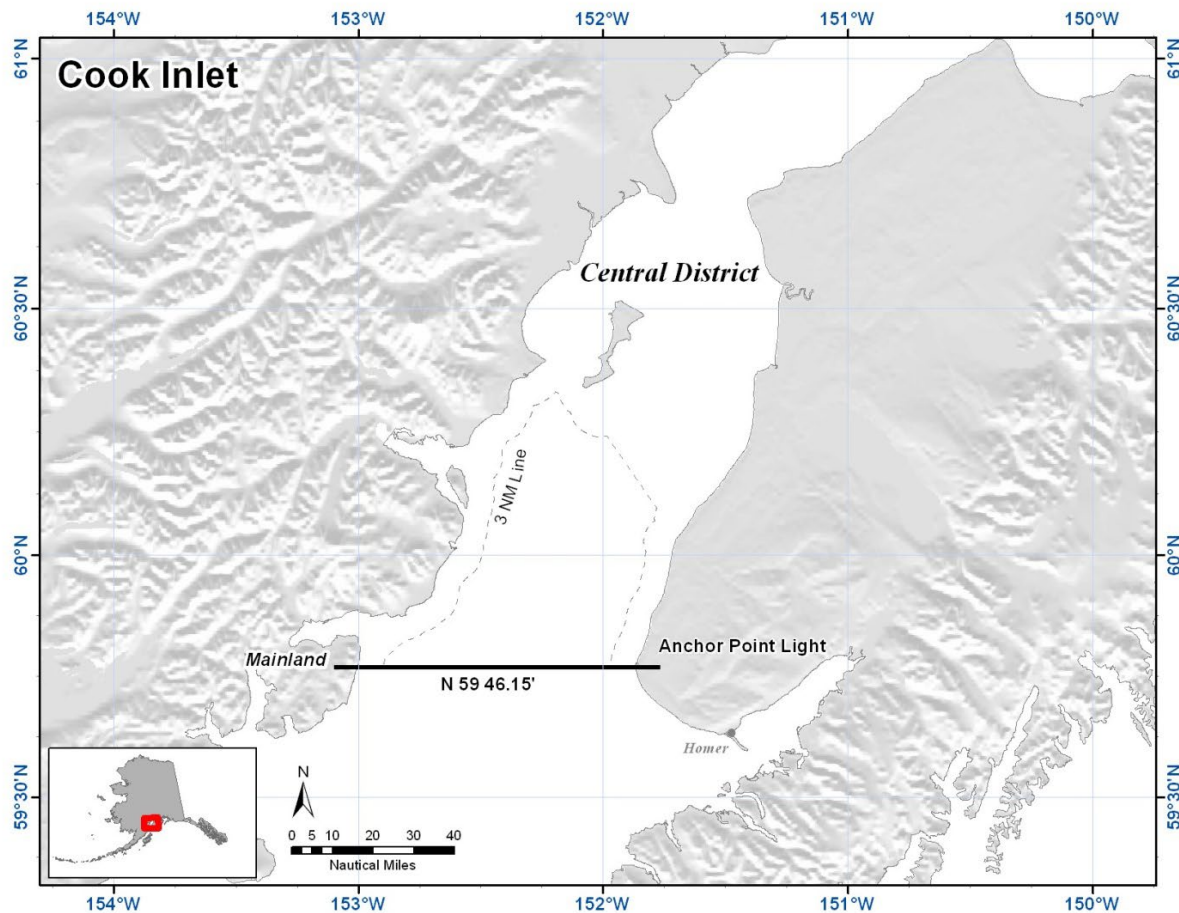 154°W 153°W 152°W 151°W 150°W
61°N 61°N
Cook Inlet
Central District
60°30'N 60°30'N
3 NM Line
60°N 60°N
Mainland
Anchor Point Light
N 59 46.15'
Homer
59°30'N 59°30'N
N
0 5 10 20 30 40
Nautical Miles
154°W 153°W 152°W 151°W 150°W